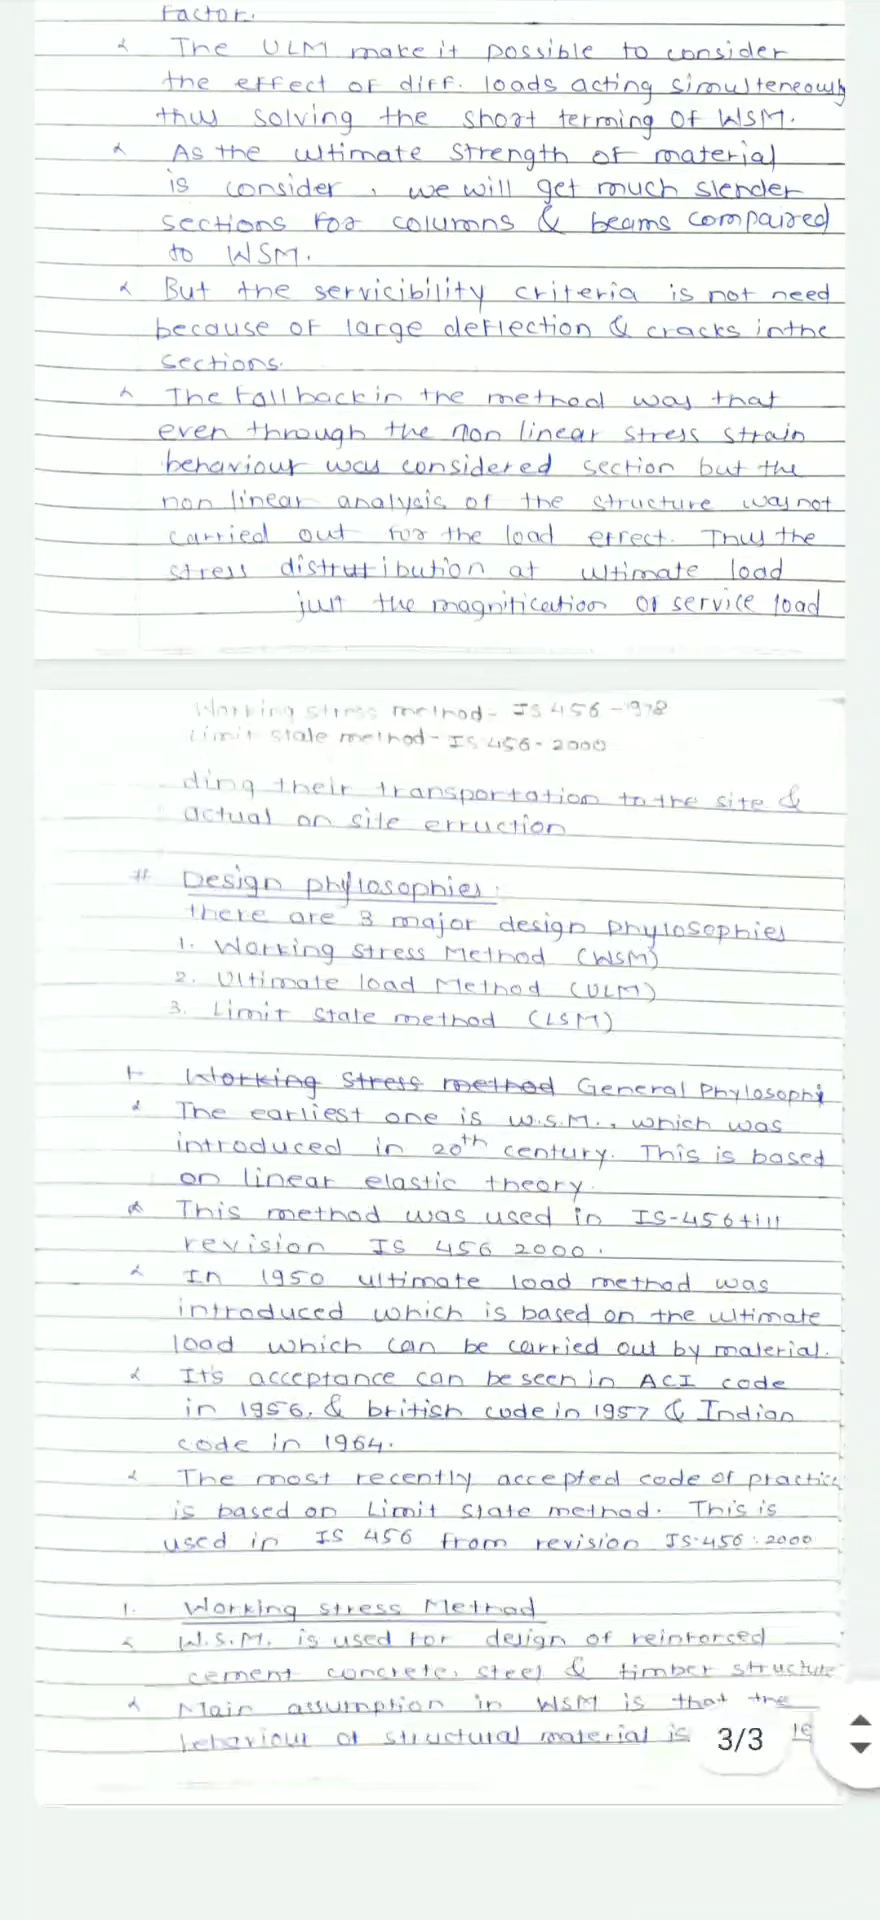 Factor.
The ULM make it possible to consider
the effect of diff. loads acting simulteneously
thus solving the short terming of WSM.
As the ultimate strength of material
is consider, we will get much slender
sections for columns & beams compaired
to WSM.
But the servicibility criteria is not need
because of large deflection & cracks in the
sections.
The fall back in the method was that
even through the non linear stress strain
behaviour was considered section but the
non linear analysis of the structure was not
carried out for the load effect. Thus the
stress distruibution at ultimate load
just the magnification of service load
Working stress method - IS 456 - 978
Limit state method - IS 456 - 2000
ding their transportation to the site &
actual on site erruction
# Design phylosophies:
there are 3 major design phylosophies
1. Working stress Method (WSM)
2. Ultimate load Method (ULM)
3. Limit state method (LSM)
1. Working Stress method General Phylosophi
The earliest one is W.S.M., which was
introduced in 20th century. This is based
on linear elastic theory.
This method was used in IS-456 till
revision IS 456 2000.
In 1950 ultimate load method was
introduced which is based on the ultimate
load which can be carried out by material.
It's acceptance can be seen in ACI code
in 1956, & british code in 1957 & Indian
code in 1964.
The most recently accepted code of practice
is based on Limit state method. This is
used in IS 456 from revision IS-456:2000
1. Working stress Method
W.S.M. is used for design of reinforced
cement concrete, steel & timber structure
Main assumption in WSM is that the
behaviour of structural material is
3/3